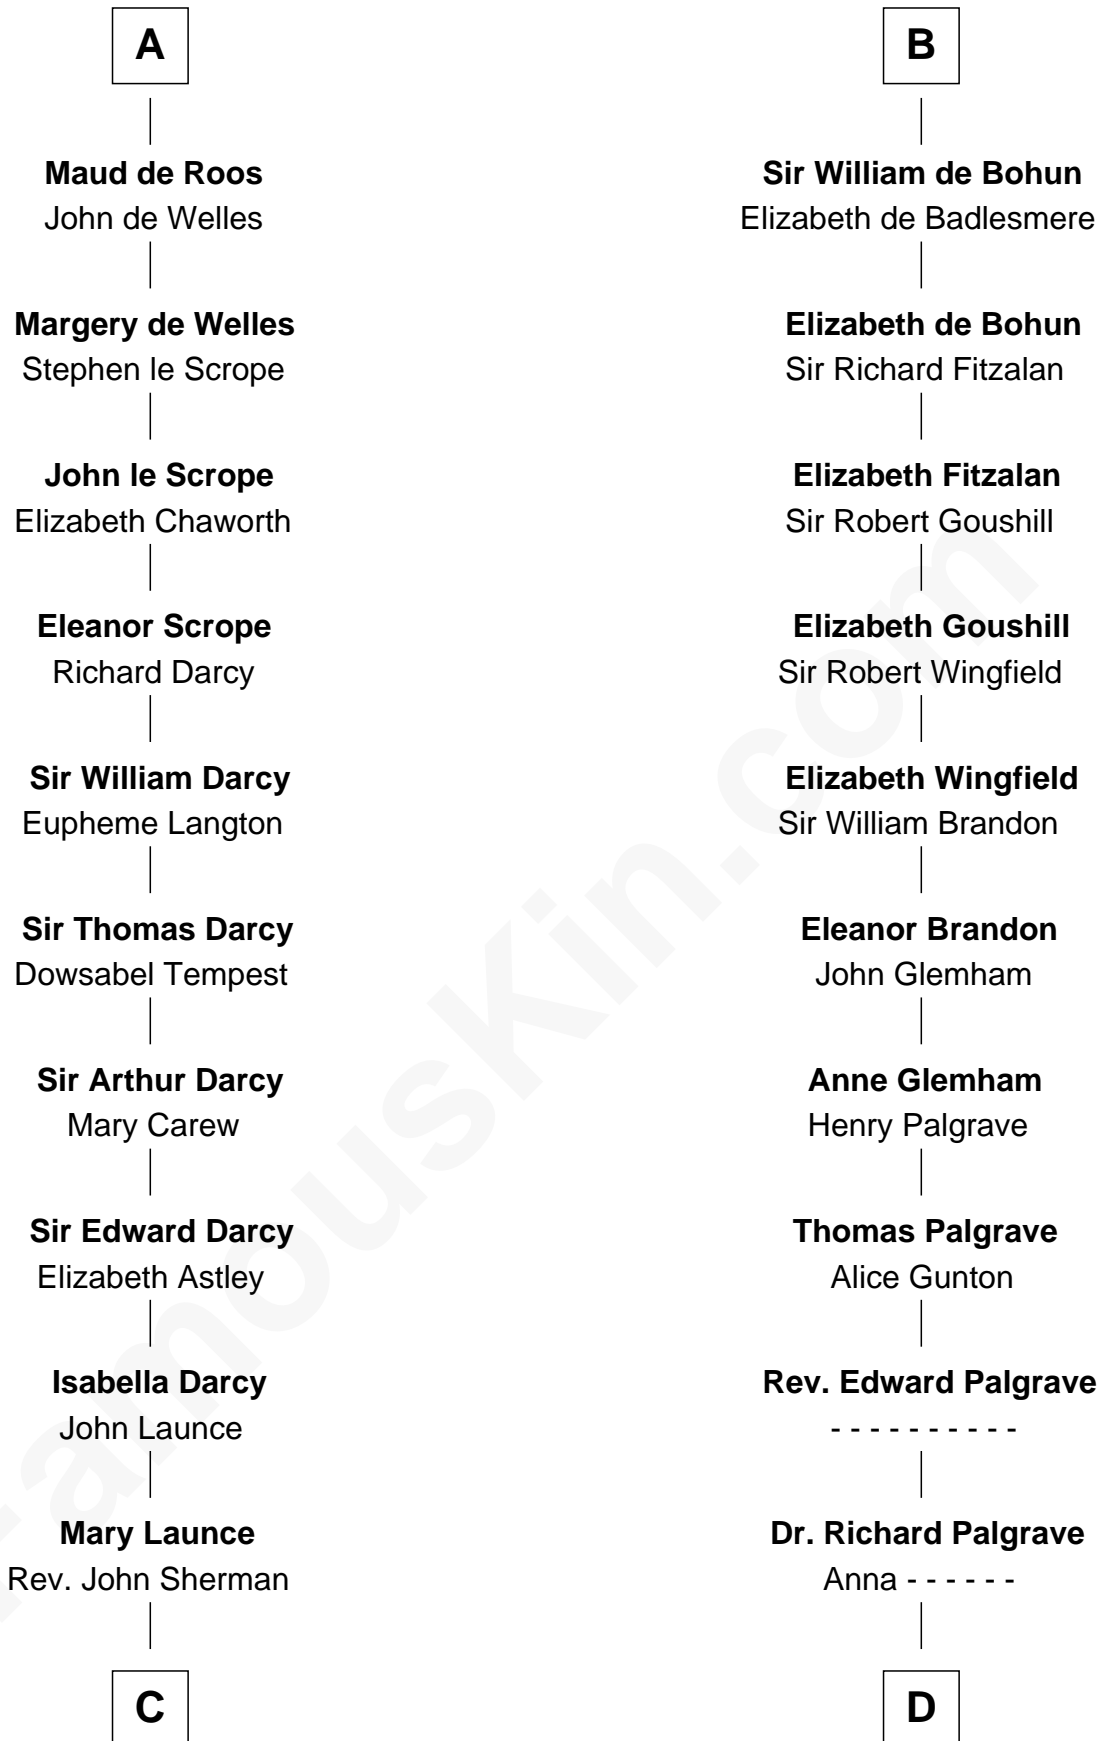 A
Maud de Roos
John de Welles
Margery de Welles
Stephen le Scrope
John le Scrope
Elizabeth Chaworth
Eleanor Scrope
Richard Darcy
Sir William Darcy
Eupheme Langton
Sir Thomas Darcy
Dowsabel Tempest
Sir Arthur Darcy
Mary Carew
Sir Edward Darcy
Elizabeth Astley
Isabella Darcy
John Launce
Mary Launce
Rev. John Sherman
C
B
Sir William de Bohun
Elizabeth de Badlesmere
Elizabeth de Bohun
Sir Richard Fitzalan
Elizabeth Fitzalan
Sir Robert Goushill
Elizabeth Goushill
Sir Robert Wingfield
Elizabeth Wingfield
Sir William Brandon
Eleanor Brandon
John Glemham
Anne Glemham
Henry Palgrave
Thomas Palgrave
Alice Gunton
Rev. Edward Palgrave
- - - - - - - - - -
Dr. Richard Palgrave
Anna - - - - - -
D
FamousKin.com